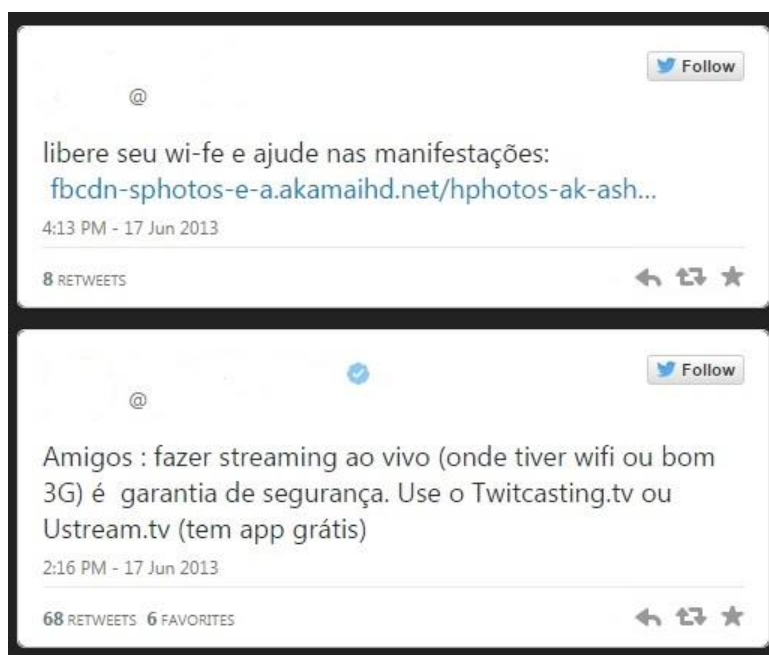 Follow
@
libere seu wi-fe e ajude nas manifestações:
fbcdn-sphotos-e-a.akamaihd.net/hphotos-ak-ash...
4:13 PM - 17 Jun 2013
8 RETWEETS
Follow
@
Amigos : fazer streaming ao vivo (onde tiver wifi ou bom
3G) é garantia de segurança. Use o Twitcasting.tv ou
Ustream.tv (tem app grátis)
2:16 PM - 17 Jun 2013
68 RETWEETS 6 FAVORITES